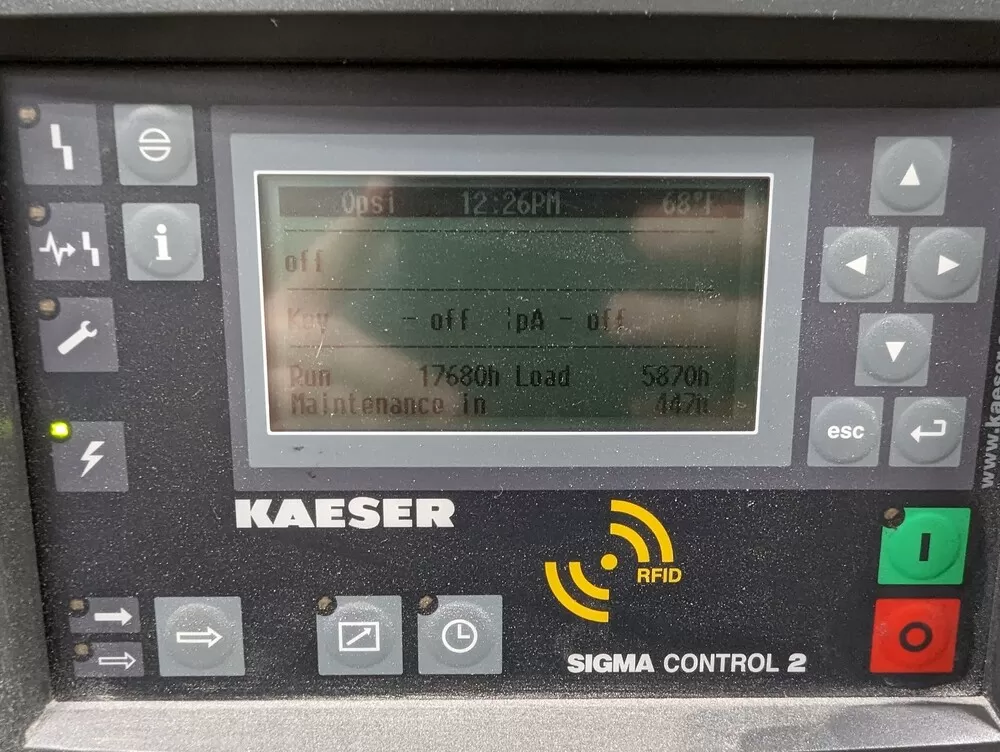 0psi 12:26PM 68°F
off
Key - off ¦pA - off
Run 17680h Load 5870h
Maintenance in 447h
i
esc
www.kaeser
KAESER
RFID
I
O
SIGMA CONTROL 2